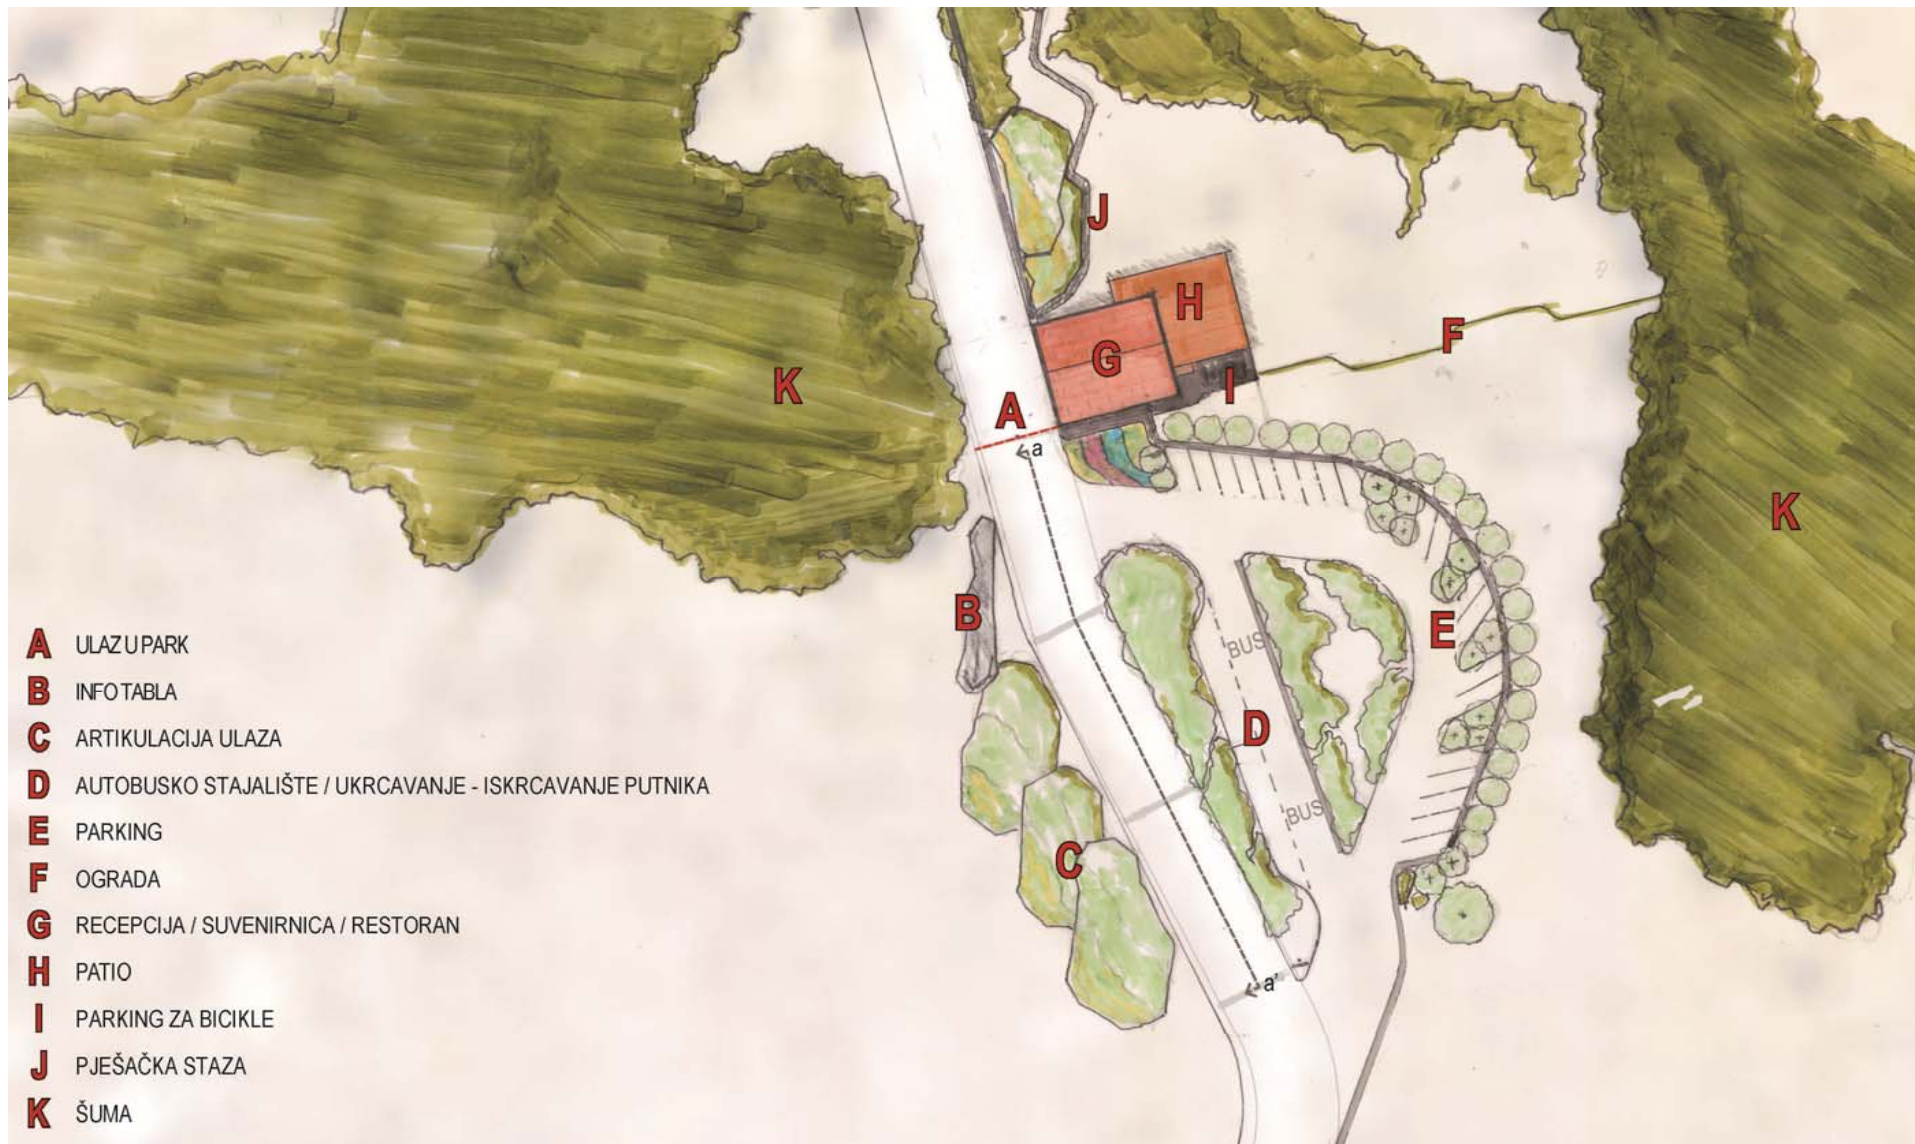 J
H
F
G
K
I
A
a
K
B
E
BUS
D
BUS
C
a'
A ULAZ U PARK
B INFO TABLA
C ARTIKULACIJA ULAZA
D AUTOBUSKO STAJALIŠTE / UKRCAVANJE - ISKRCAVANJE PUTNIKA
E PARKING
F OGRADA
G RECEPCIJA / SUVENIRNICA / RESTORAN
H PATIO
I PARKING ZA BICIKLE
J PJEŠAČKA STAZA
K ŠUMA